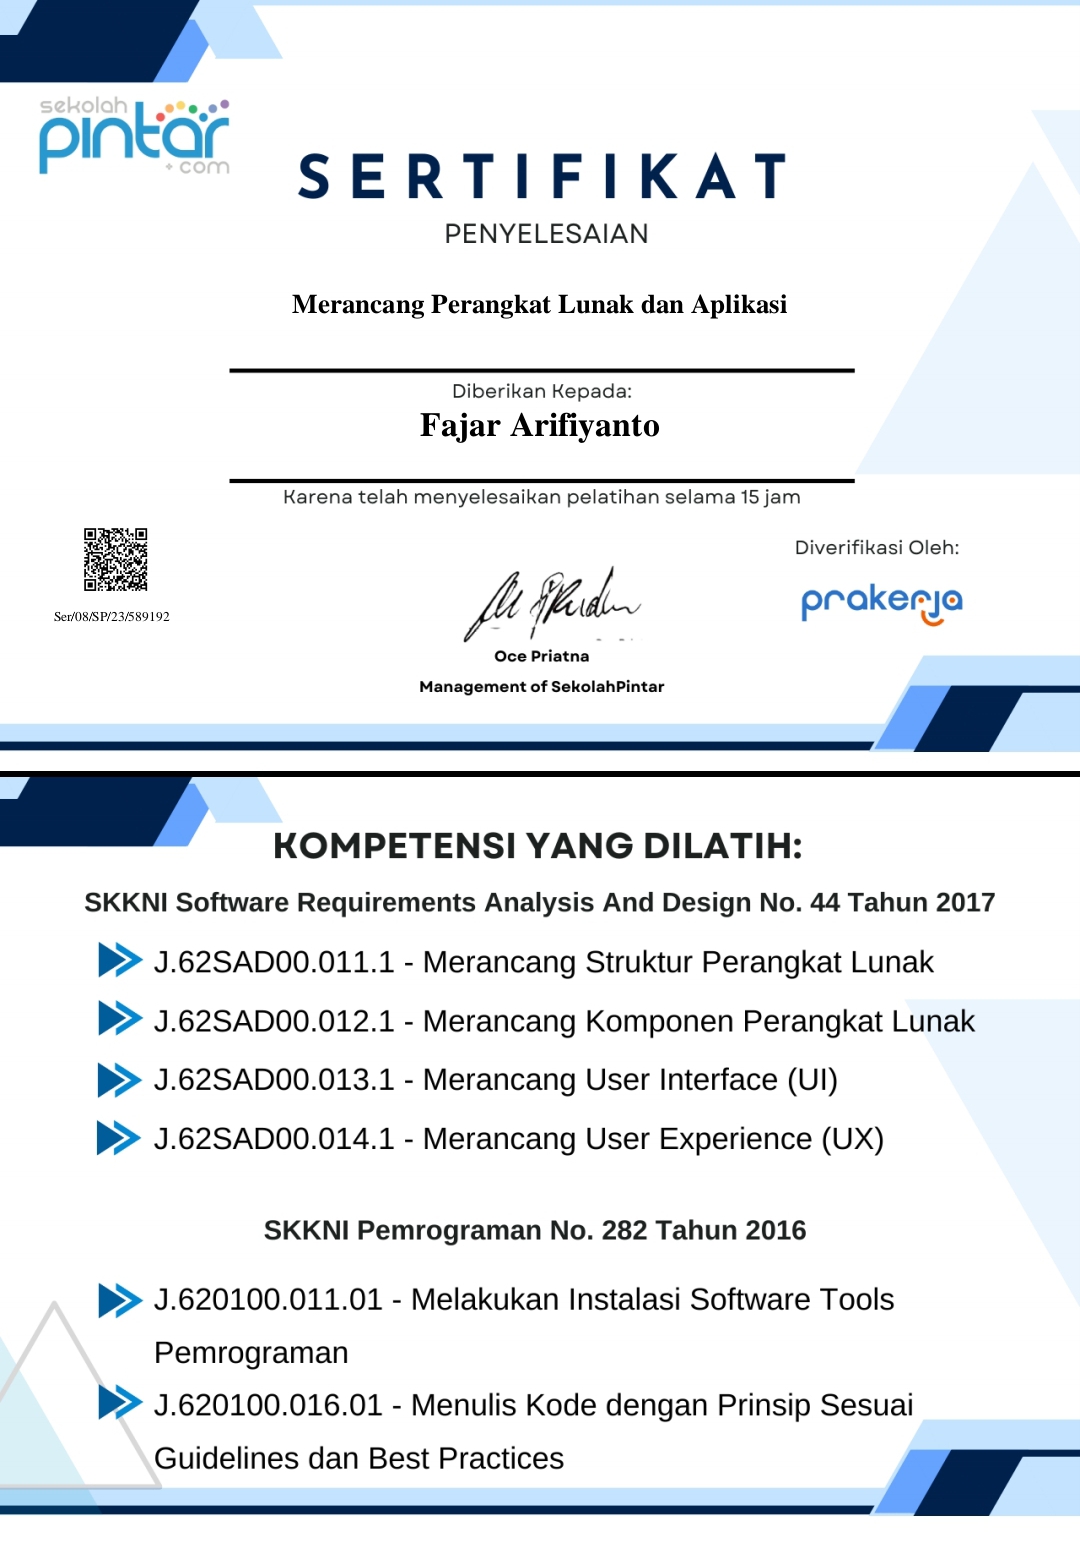 sekolah
pintar
com
SERTIFIKAT
PENYELESAIAN
Merancang Perangkat Lunak dan Aplikasi
Diberikan Kepada:
Fajar Arifiyanto
Karena telah menyelesaikan pelatihan selama 15 jam
Diverifikasi Oleh:
prakerja
Ser/08/SP/23/589192
Oce Priatna
Management of SekolahPintar
KOMPETENSI YANG DILATIH:
SKKNI Software Requirements Analysis And Design No. 44 Tahun 2017
J.62SAD00.011.1 - Merancang Struktur Perangkat Lunak
J.62SAD00.012.1 - Merancang Komponen Perangkat Lunak
J.62SAD00.013.1 - Merancang User Interface (UI)
J.62SAD00.014.1 - Merancang User Experience (UX)
SKKNI Pemrograman No. 282 Tahun 2016
J.620100.011.01 - Melakukan Instalasi Software Tools
Pemrograman
J.620100.016.01 - Menulis Kode dengan Prinsip Sesuai
Guidelines dan Best Practices